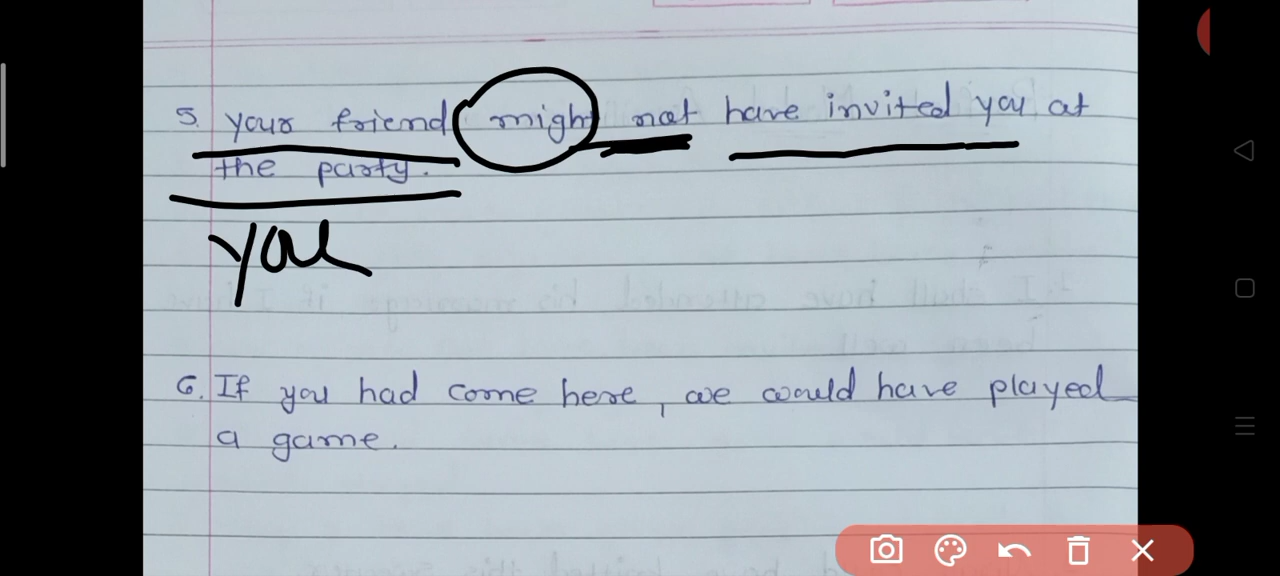 5. your friend might not have invited you at
the party.
you
6. If you had come here, we would have played
a game.